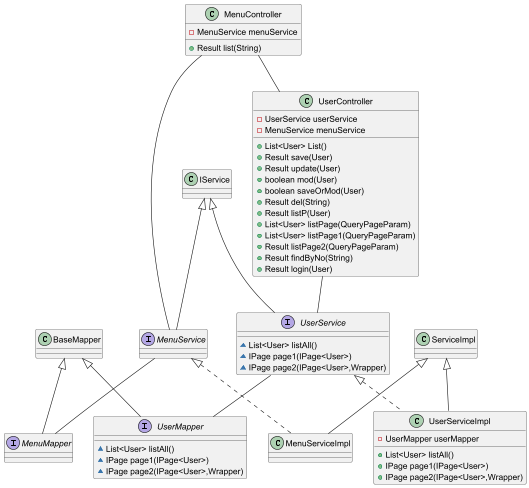 C MenuController
MenuService menuService
Result list(String)
C UserController
UserService userService
MenuService menuService
List<User> List()
Result save(User)
Result update(User)
boolean mod(User)
boolean saveOrMod(User)
Result del(String)
Result listP(User)
List<User> listPage(QueryPageParam)
List<User> listPage1(QueryPageParam)
Result listPage2(QueryPageParam)
Result findByNo(String)
Result login(User)
C IService
C BaseMapper
I MenuService
I UserService
List<User> listAll()
IPage page1(IPage<User>)
IPage page2(IPage<User>,Wrapper)
C ServiceImpl
I MenuMapper
I UserMapper
List<User> listAll()
IPage page1(IPage<User>)
IPage page2(IPage<User>,Wrapper)
C MenuServiceImpl
C UserServiceImpl
UserMapper userMapper
List<User> listAll()
IPage page1(IPage<User>)
IPage page2(IPage<User>,Wrapper)